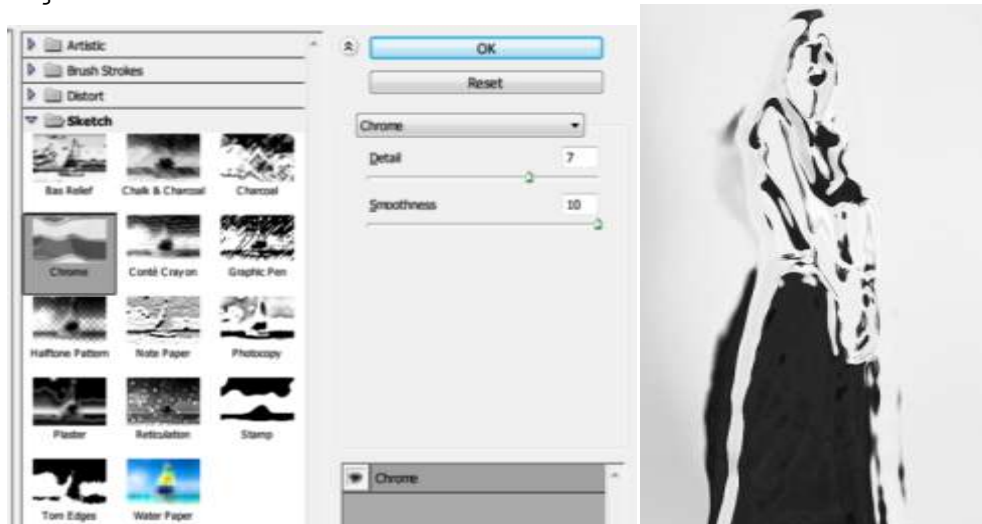 Artistic
Brush Strokes
Distort
Sketch
Bas Relief
Chalk & Charcoal
Charcoal
Chrome
Conté Crayon
Graphic Pen
Halftone Pattern
Note Paper
Photocopy
Plaster
Reticulation
Stamp
Torn Edges
Water Paper
OK
Reset
Chrome
Detail 7
Smoothness 10
Chrome